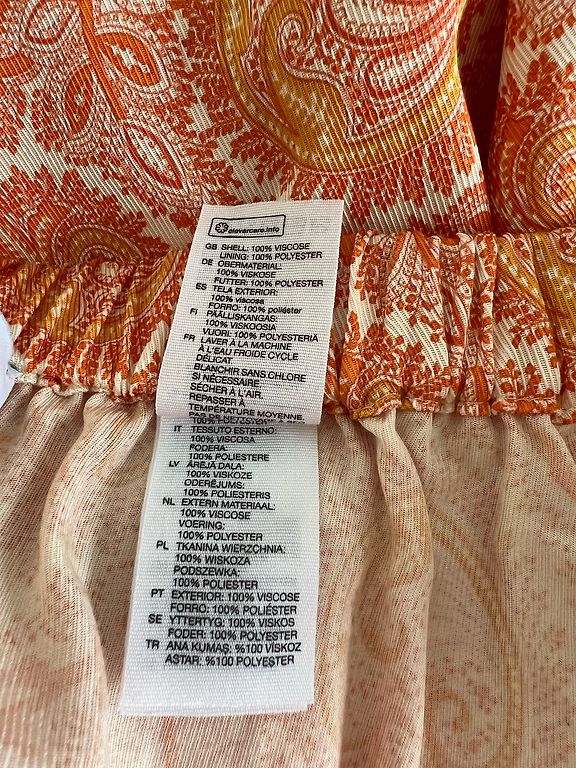 clevercare.info
GB SHELL: 100% VISCOSE
LINING: 100% POLYESTER
DE OBERMATERIAL:
100% VISKOSE
FUTTER: 100% POLYESTER
ES TELA EXTERIOR:
100% viscosa
FORRO: 100% poliéster
FI PÄÄLLISKANGAS:
100% VISKOOSIA
VUORI: 100% POLYESTERIÄ
FR LAVER À LA MACHINE
À L'EAU FROIDE CYCLE
DÉLICAT
BLANCHIR SANS CHLORE
SI NÉCESSAIRE.
SÉCHER À L'AIR.
REPASSER À
TEMPÉRATURE MOYENNE.
IT TESSUTO ESTERNO:
100% VISCOSA
FODERA:
100% POLIESTERE
LV ĀRĒJĀ DAĻA:
100% VISKOZE
ODERĒJUMS:
100% POLIESTERIS
NL EXTERN MATERIAAL:
100% VISCOSE
VOERING:
100% POLYESTER
PL TKANINA WIERZCHNIA:
100% WISKOZA
PODSZEWKA:
100% POLIESTER
PT EXTERIOR: 100% VISCOSE
FORRO: 100% POLIÉSTER
SE YTTERTYG: 100% VISKOS
FODER: 100% POLYESTER
TR ANA KUMAŞ: %100 VİSKOZ
ASTAR: %100 POLYESTER